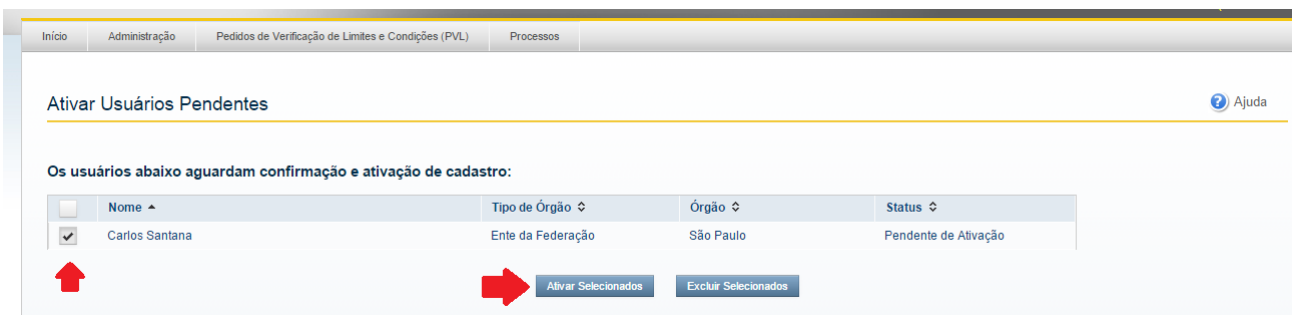 Início Administração Pedidos de Verificação de Limites e Condições (PVL) Processos
Ativar Usuários Pendentes
Ajuda
Os usuários abaixo aguardam confirmação e ativação de cadastro:
Nome Tipo de Órgão Órgão Status
Carlos Santana Ente da Federação São Paulo Pendente de Ativação
Ativar Selecionados Excluir Selecionados